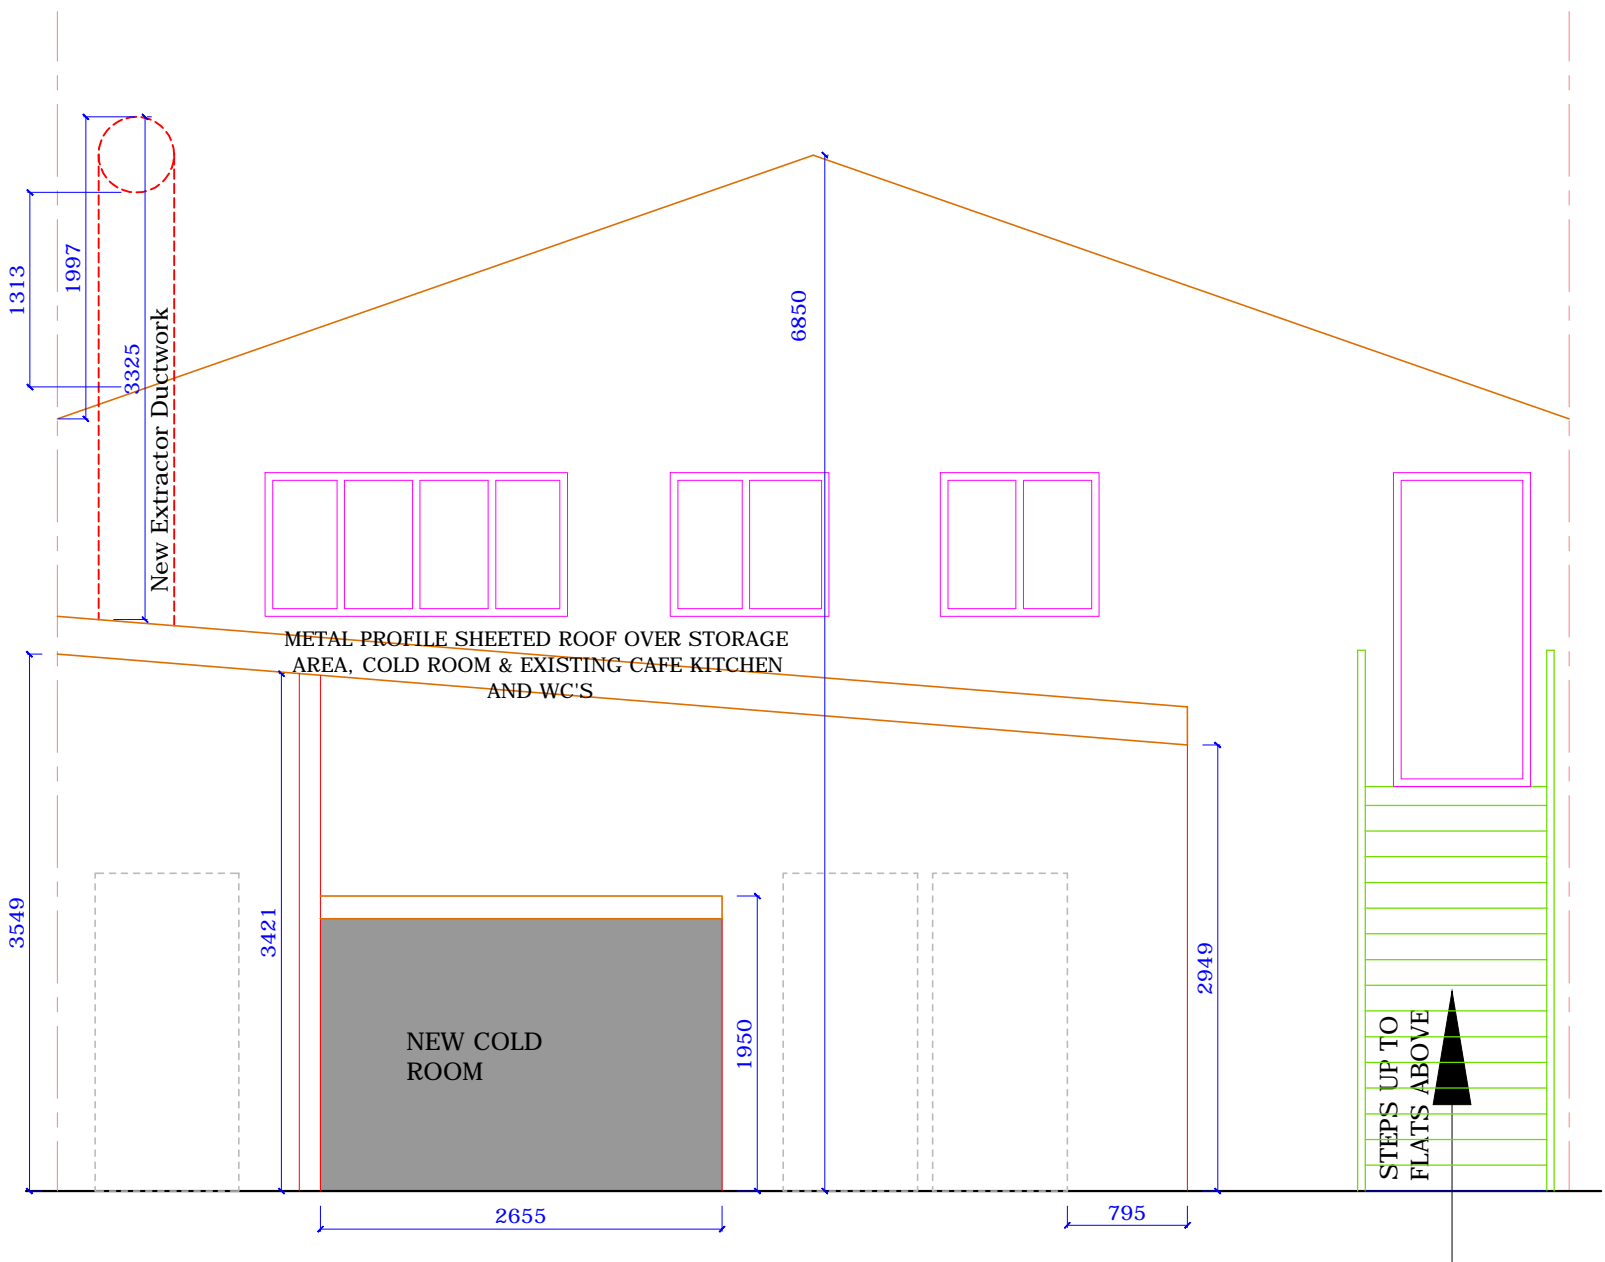 1313
1997
3325
New Extractor Ductwork
6850
METAL PROFILE SHEETED ROOF OVER STORAGE
AREA, COLD ROOM & EXISTING CAFE KITCHEN
AND WC'S
3549
3421
NEW COLD
ROOM
1950
2949
STEPS UP TO
FLATS ABOVE
2655
795